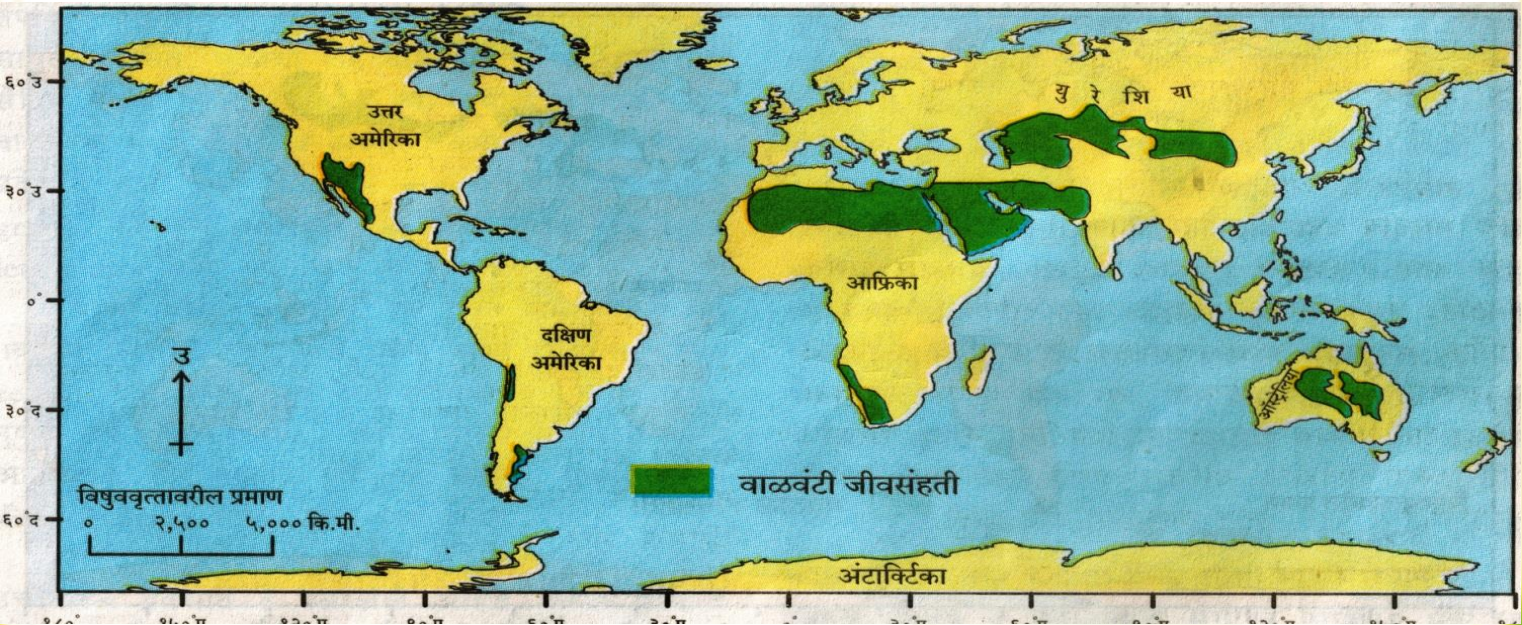 ६०°उ
यु रे शि या
उत्तर
अमेरिका
३०°उ
आफ्रिका
०°
दक्षिण
अमेरिका
उ
ऑस्ट्रेलिया
३०°द
वाळवंटी जीवसंहती
विषुववृत्तावरील प्रमाण
० २,५०० ५,००० कि.मी.
६०°द
अंटार्क्टिका